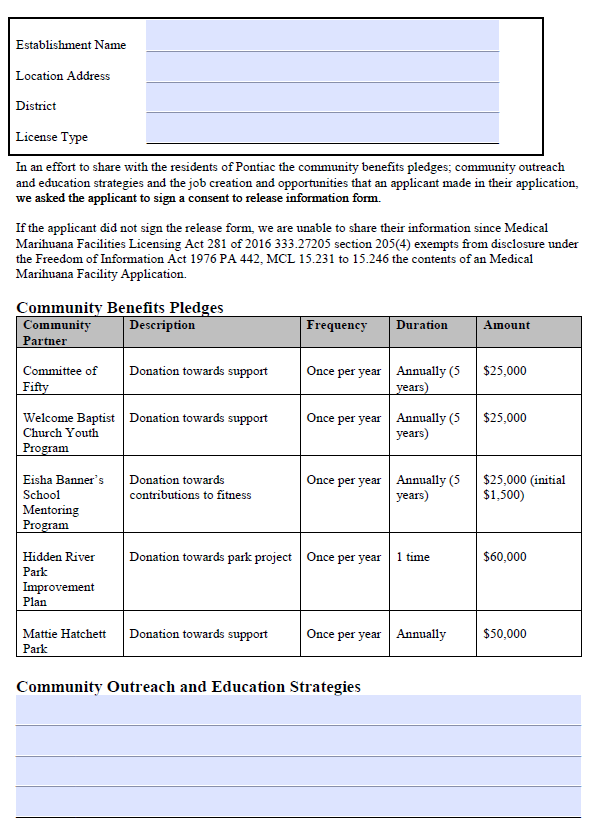 Establishment Name
Location Address
District
License Type
In an effort to share with the residents of Pontiac the community benefits pledges; community outreach
and education strategies and the job creation and opportunities that an applicant made in their application,
we asked the applicant to sign a consent to release information form.
If the applicant did not sign the release form, we are unable to share their information since Medical
Marihuana Facilities Licensing Act 281 of 2016 333.27205 section 205(4) exempts from disclosure under
the Freedom of Information Act 1976 PA 442, MCL 15.231 to 15.246 the contents of an Medical
Marihuana Facility Application.
Community Benefits Pledges
Community Description Frequency Duration Amount
Partner
Committee of Donation towards support Once per year Annually (5 $25,000
Fifty years)
Welcome Baptist Donation towards support Once per year Annually (5 $25,000
Church Youth years)
Program
Eisha Banner's Donation towards Once per year Annually (5 $25,000 (initial
School contributions to fitness years) $1,500)
Mentoring
Program
Hidden River Donation towards park project Once per year 1 time $60,000
Park
Improvement
Plan
Mattie Hatchett Donation towards support Once per year Annually $50,000
Park
Community Outreach and Education Strategies